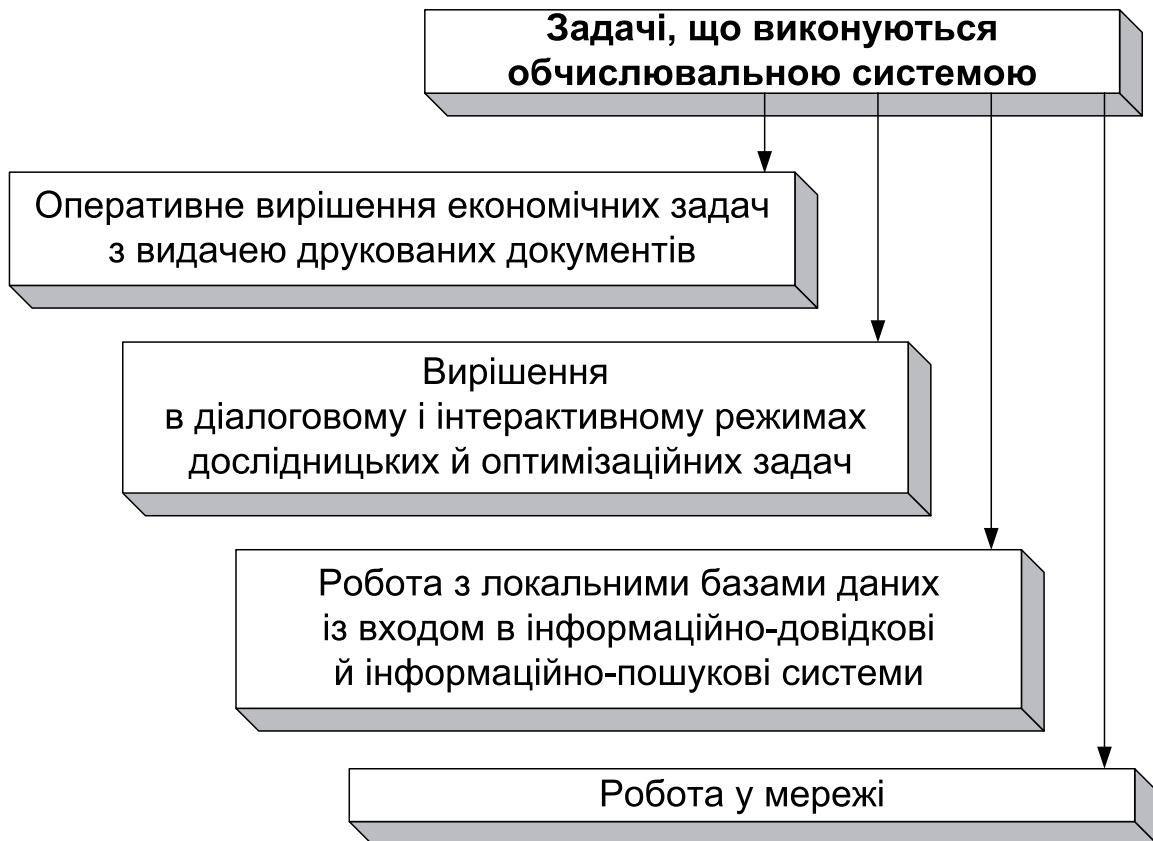 Задачі, що виконуються
обчислювальною системою
Оперативне вирішення економічних задач
з видачею друкованих документів
Вирішення
в діалоговому і інтерактивному режимах
дослідницьких й оптимізаційних задач
Робота з локальними базами даних
із входом в інформаційно-довідкові
й інформаційно-пошукові системи
Робота у мережі